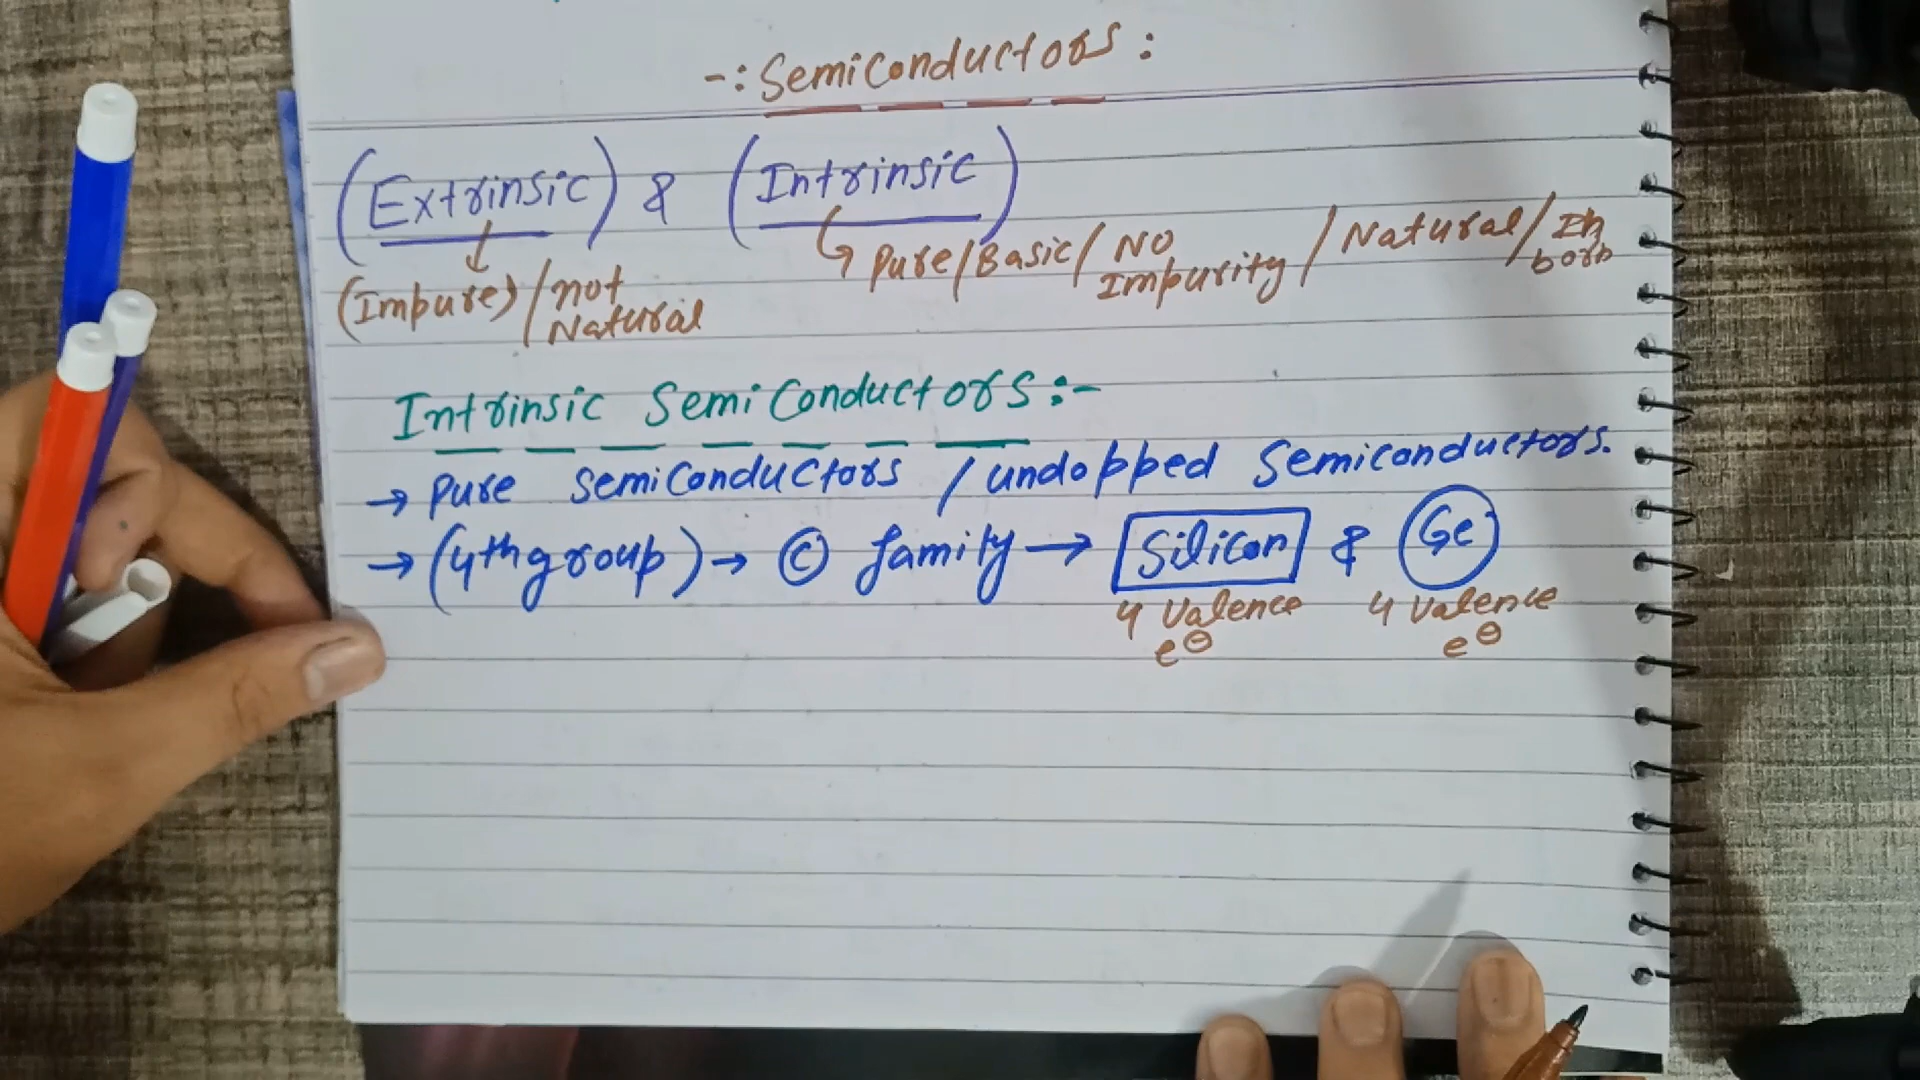 -: Semiconductors :
(Extrinsic) & (Intrinsic)
(Impure) / not Natural
Pure / Basic / NO Impurity / Natural / In born
Intrinsic Semiconductors :-
→ Pure Semiconductors / undopped Semiconductors.
→ (4th group) → © family → Silicon & Ge
4 Valence e⊖ 4 Valence e⊖